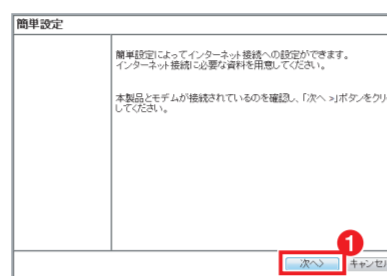 簡単設定
簡単設定によってインターネット接続への設定ができます。
インターネット接続に必要な資料を用意してください。
本製品とモデムが接続されているのを確認し、「次へ >」ボタンをクリ
してください。
1
次へ> キャンセ